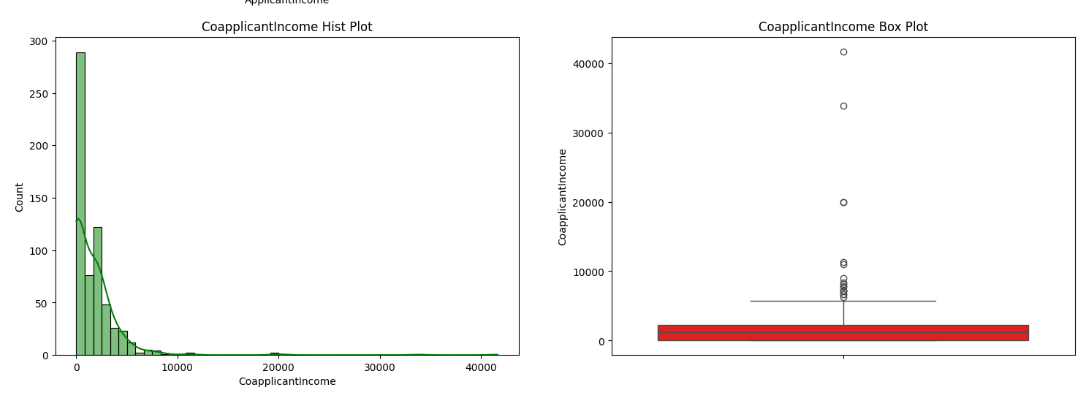 ApplicantIncome
CoapplicantIncome Hist Plot
300
250
200
150
100
50
0
Count
0 10000 20000 30000 40000
CoapplicantIncome
CoapplicantIncome Box Plot
40000
30000
20000
10000
0
CoapplicantIncome